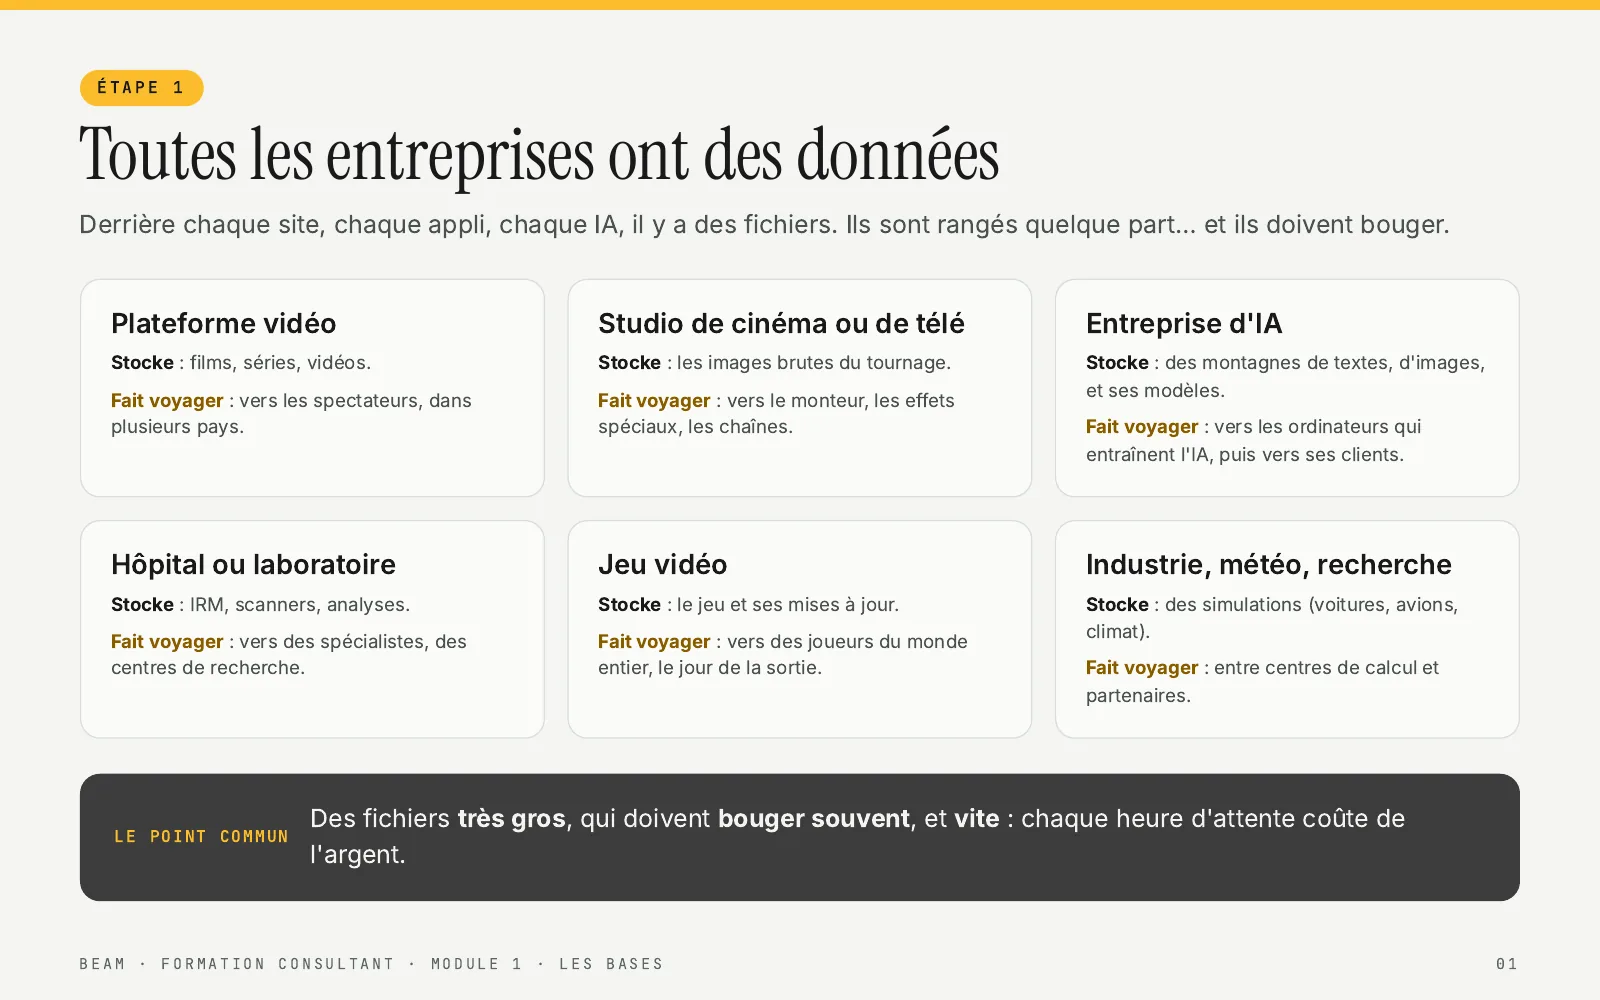 ÉTAPE 1
Toutes les entreprises ont des données
Derrière chaque site, chaque appli, chaque IA, il y a des fichiers. Ils sont rangés quelque part... et ils doivent bouger.
Plateforme vidéo
Stocke : films, séries, vidéos.
Fait voyager : vers les spectateurs, dans
plusieurs pays.
Studio de cinéma ou de télé
Stocke : les images brutes du tournage.
Fait voyager : vers le monteur, les effets
spéciaux, les chaînes.
Entreprise d'IA
Stocke : des montagnes de textes, d'images,
et ses modèles.
Fait voyager : vers les ordinateurs qui
entraînent l'IA, puis vers ses clients.
Hôpital ou laboratoire
Stocke : IRM, scanners, analyses.
Fait voyager : vers des spécialistes, des
centres de recherche.
Jeu vidéo
Stocke : le jeu et ses mises à jour.
Fait voyager : vers des joueurs du monde
entier, le jour de la sortie.
Industrie, météo, recherche
Stocke : des simulations (voitures, avions,
climat).
Fait voyager : entre centres de calcul et
partenaires.
LE POINT COMMUN
Des fichiers très gros, qui doivent bouger souvent, et vite : chaque heure d'attente coûte de
l'argent.
BEAM · FORMATION CONSULTANT · MODULE 1 · LES BASES
01